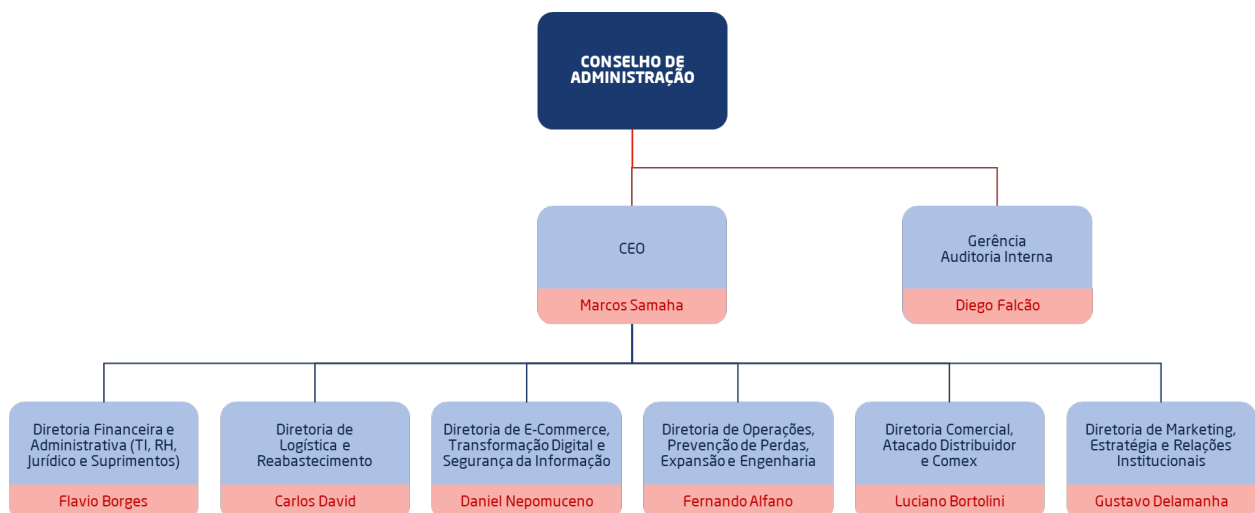 CONSELHO DE
ADMINISTRAÇÃO
CEO
Marcos Samaha
Gerência
Auditoria Interna
Diego Falcão
Diretoria Financeira e
Administrativa (TI, RH,
Jurídico e Suprimentos)
Flavio Borges
Diretoria de
Logística e
Reabastecimento
Carlos David
Diretoria de E-Commerce,
Transformação Digital e
Segurança da Informação
Daniel Nepomuceno
Diretoria de Operações,
Prevenção de Perdas,
Expansão e Engenharia
Fernando Alfano
Diretoria Comercial,
Atacado Distribuidor
e Comex
Luciano Bortolini
Diretoria de Marketing,
Estratégia e Relações
Institucionais
Gustavo Delamanha